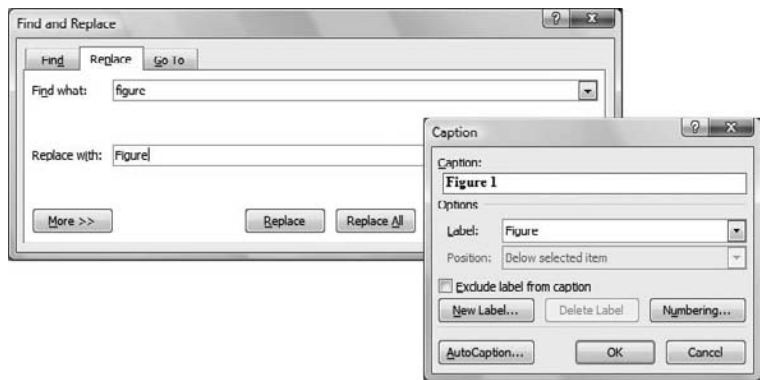 Find and Replace
Find Replace Go To
Find what: figure
Replace with: Figure
More >> Replace Replace All
Caption
Caption:
Figure 1
Options
Label: Figure
Position: Below selected item
Exclude label from caption
New Label... Delete Label Numbering...
AutoCaption... OK Cancel